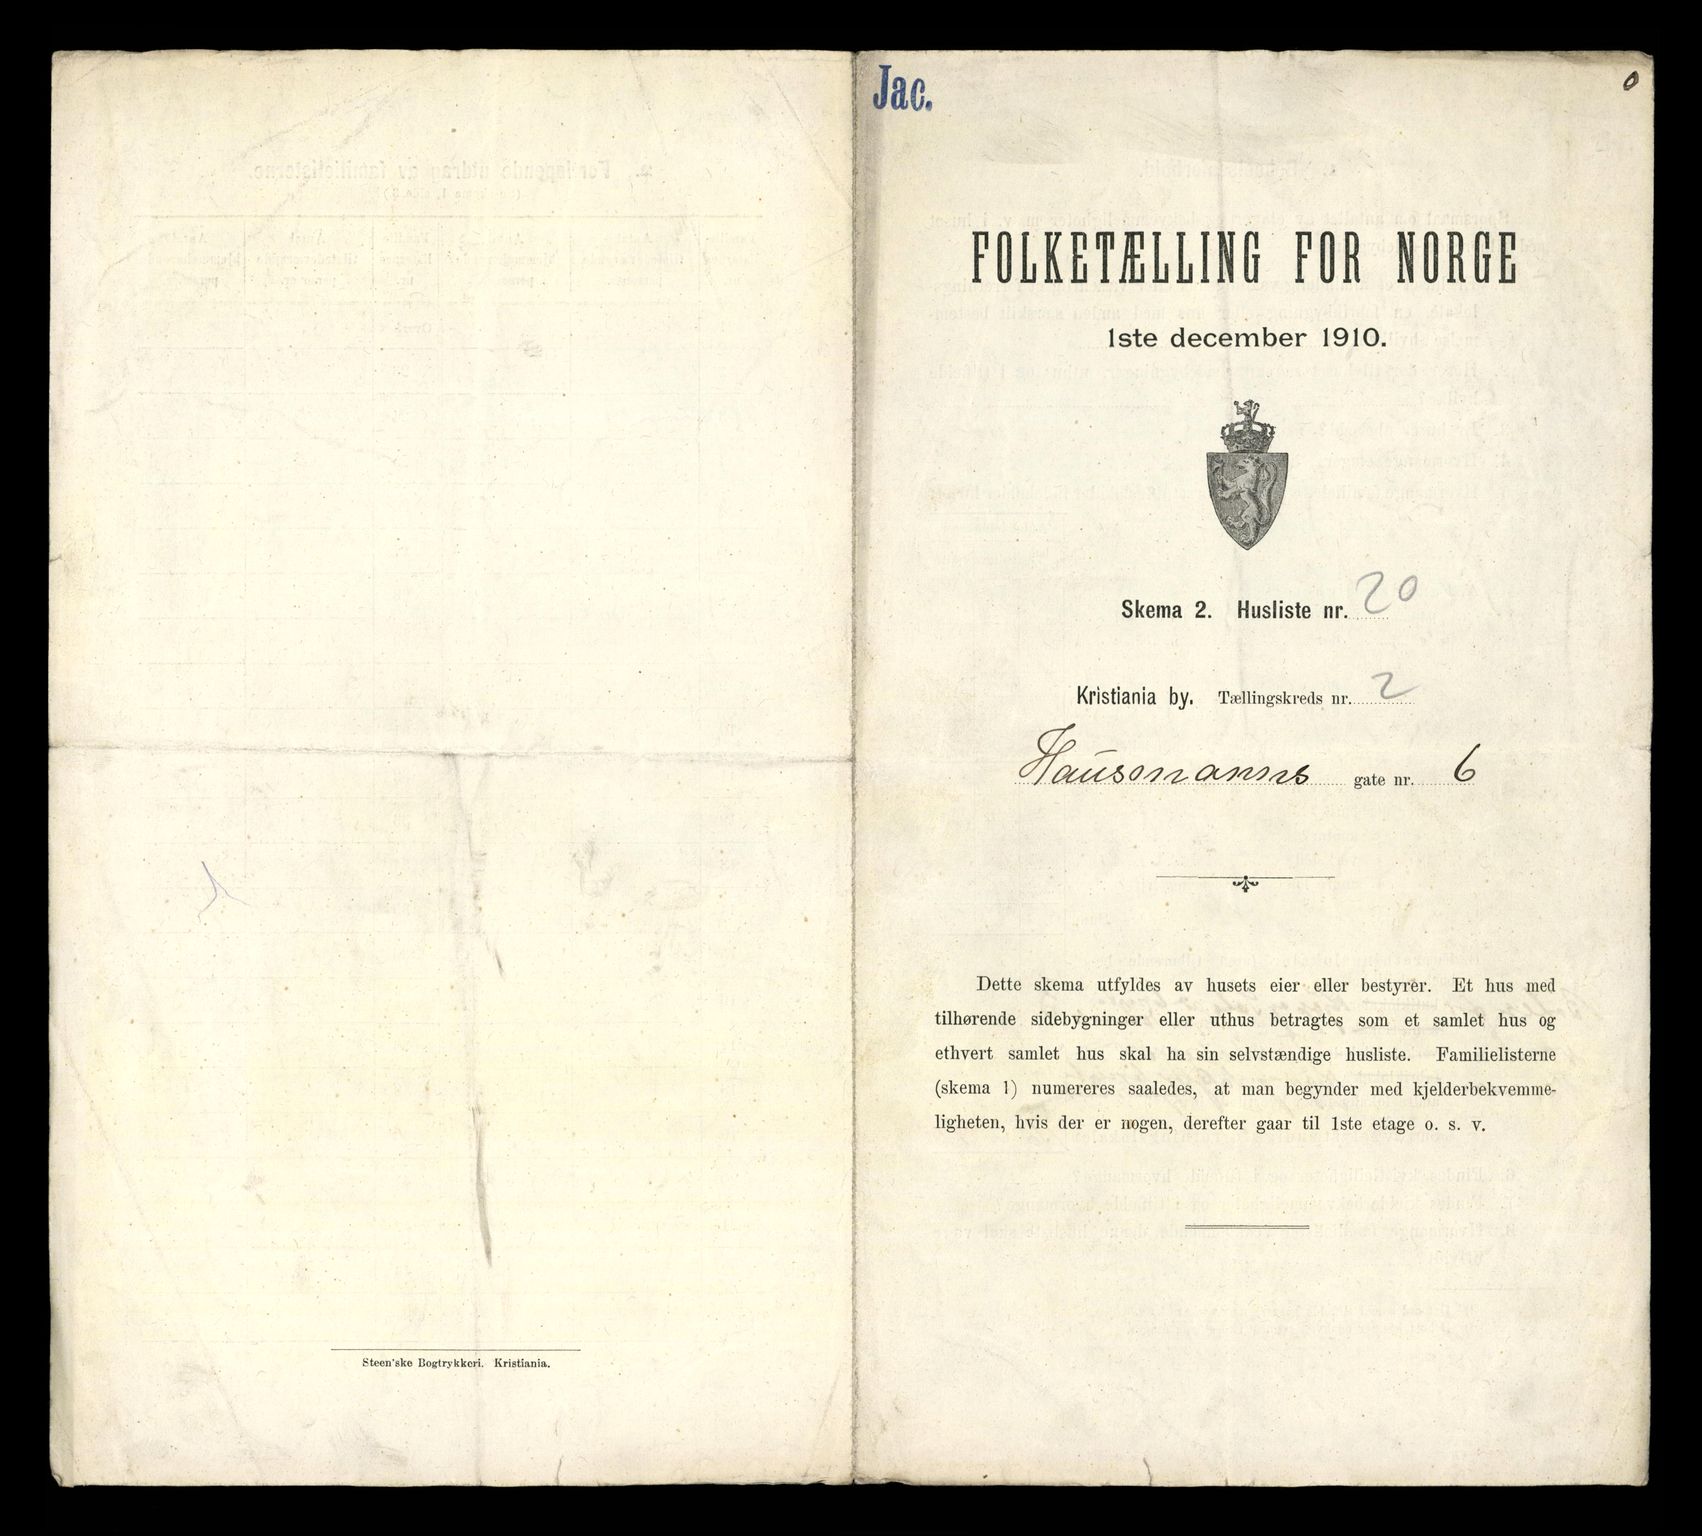 Jac.
0
FOLKETÆLLING FOR NORGE
1ste december 1910.
Skema 2. Husliste nr. 20
Kristiania by. Tællingskreds nr. 2
Hausmanns gate nr. 6
Dette skema utfyldes av husets eier eller bestyrer. Et hus med
tilhørende sidebygninger eller uthus betragtes som et samlet hus og
ethvert samlet hus skal ha sin selvstændige husliste. Familielisterne
(skema 1) numereres saaledes, at man begynder med kjelderbekvemme-
ligheten, hvis der er nogen, derefter gaar til 1ste etage o. s. v.
Steen'ske Bogtrykkeri. Kristiania.